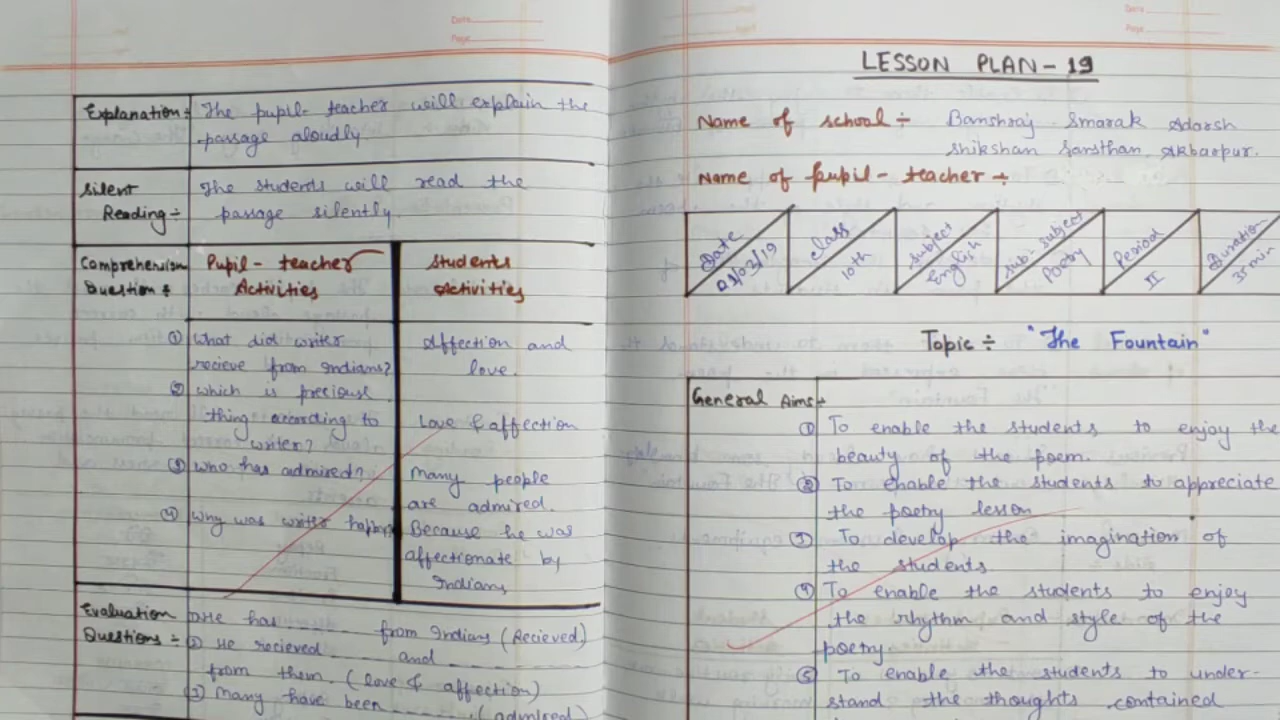 Date
Page
Explanation :-
The pupil- teacher will explain the
passage aloudly
Silent
Reading :-
The students will read the
passage silently.
Comprehension
Question :
Pupil- teacher
Activities
Students
Activities
① What did writer
recieve from Indians?
Affection and
love.
② which is precious
thing according to
writer?
Love & affection
③ who has admired?
Many people
are admired.
④ why was writer happy
Because he was
affectionate by
Indians
Evaluation
Questions :-
① He has ____ from Indians (Recieved)
② He recieved ____ and ____
from them. (love & affection)
③ Many have been ____. (admired)
Date
Page
LESSON PLAN - 19
Name of school :- Banshraj Smarak Adarsh
Shikshan Sansthan, Akbarpur.
Name of pupil- teacher :-
Date
Class
10th
Subject
English
Sub- subject
Poetry
Period
II
Duration
35 min
Topic :- "The Fountain"
General Aims :-
① To enable the students to enjoy the
beauty of the poem.
② To enable the students to appreciate
the poetry lesson
③ To develop the imagination of
the students
④ To enable the students to enjoy
the rhythm and style of the
poetry
⑤ To enable the students to under-
stand the thoughts contained